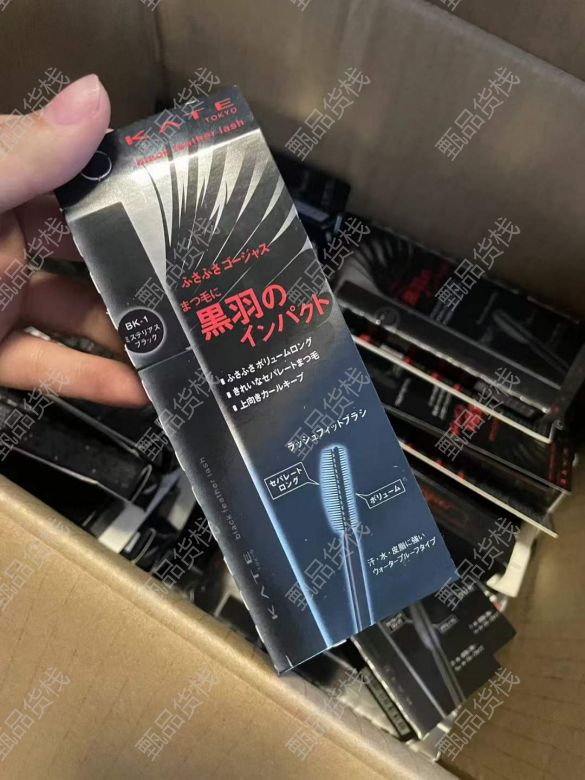 KATE
TOKYO
black feather lash
ふさふさゴージャス
まつ毛に
黒羽の
インパクト
BK-1
ミステリアス
ブラック
■ ふさふさボリュームロング
■ きれいなセパレートまつ毛
■ 上向きカールキープ
ラッシュフィットブラシ
セパレート
ロング
ボリューム
汗・水・皮脂に強い
ウォータープルーフタイプ
KATE
black feather lash
甄品货栈